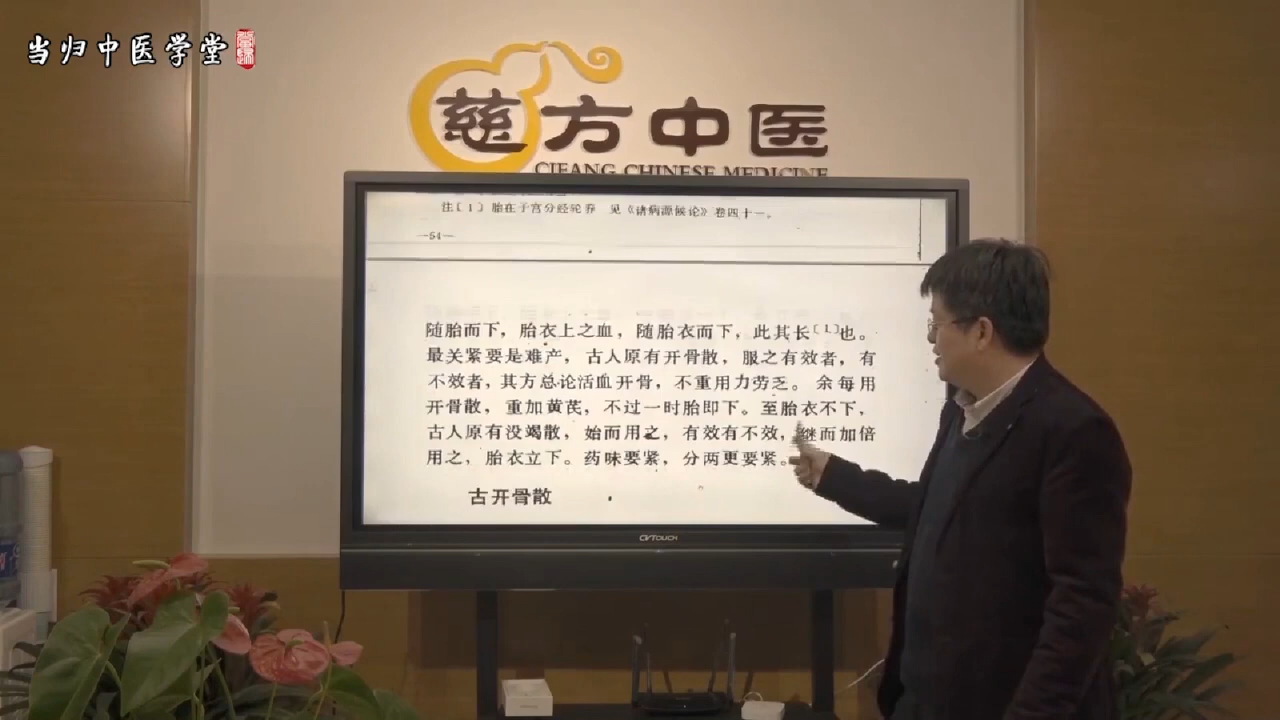 当归中医学堂
慈方中医
CIFANG CHINESE MEDICINE
注〔1〕胎在子宫分经轮养 见《诸病源候论》卷四十一。
—54—
随胎而下，胎衣上之血，随胎衣而下，此其长〔1〕也。
最关紧要是难产，古人原有开骨散，服之有效者，有
不效者，其方总论活血开骨，不重用力劳乏。余每用
开骨散，重加黄芪，不过一时胎即下。至胎衣不下，
古人原有没竭散，始而用之，有效有不效，继而加倍
用之，胎衣立下。药味要紧，分两更要紧。
古开骨散
CVTOUCH